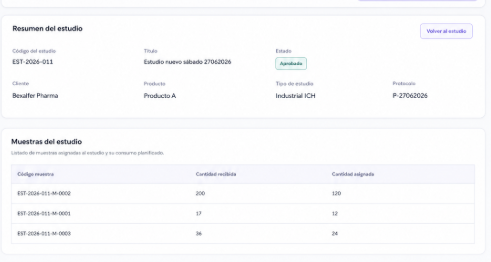 Resumen del estudio
Volver al estudio
Código del estudio Título Estado
EST-2026-011 Estudio nuevo sábado 27062026 Aprobado
Cliente Producto Tipo de estudio Protocolo
Bexalfer Pharma Producto A Industrial ICH P-27062026
Muestras del estudio
Listado de muestras asignadas al estudio y su consumo planificado.
Código muestra Cantidad recibida Cantidad asignada
EST-2026-011-M-0002 200 120
EST-2026-011-M-0001 17 12
EST-2026-011-M-0003 36 24